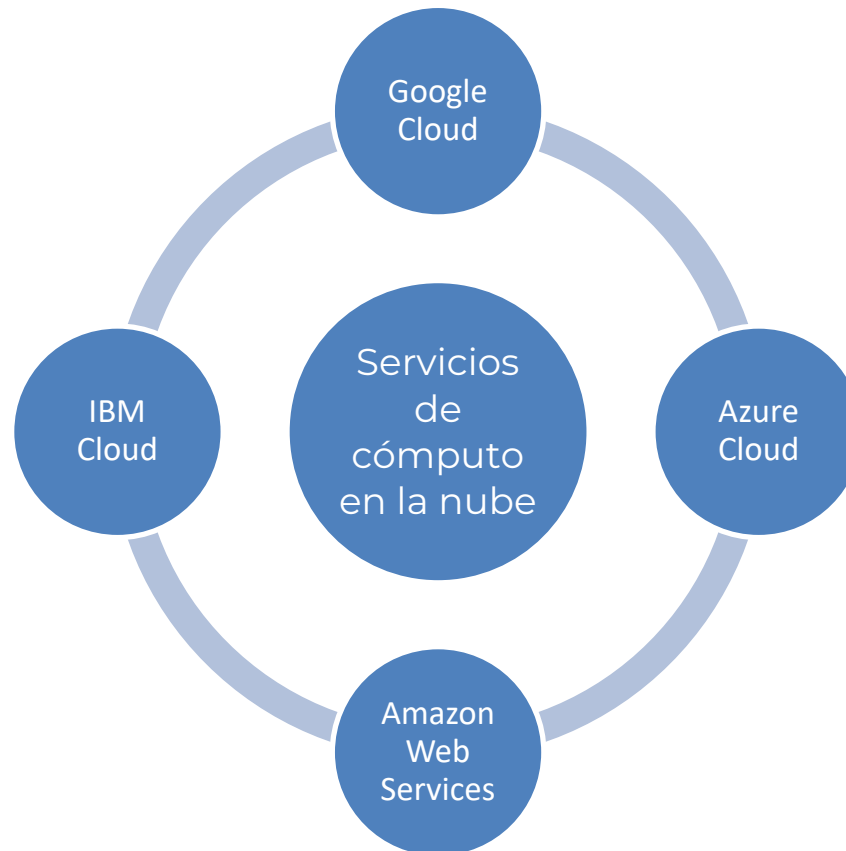 Google
Cloud
IBM
Cloud
Servicios
de
cómputo
en la nube
Azure
Cloud
Amazon
Web
Services